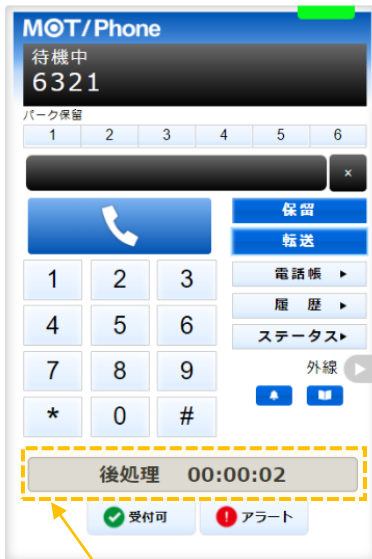 MOT/Phone
待機中
6321
パーク保留
1 2 3 4 5 6
×
保留
転送
1 2 3 電話帳 ▶
履 歴 ▶
4 5 6 ステータス▶
7 8 9 外線 ▶
* 0 #
後処理 00:00:02
受付可 ! アラート